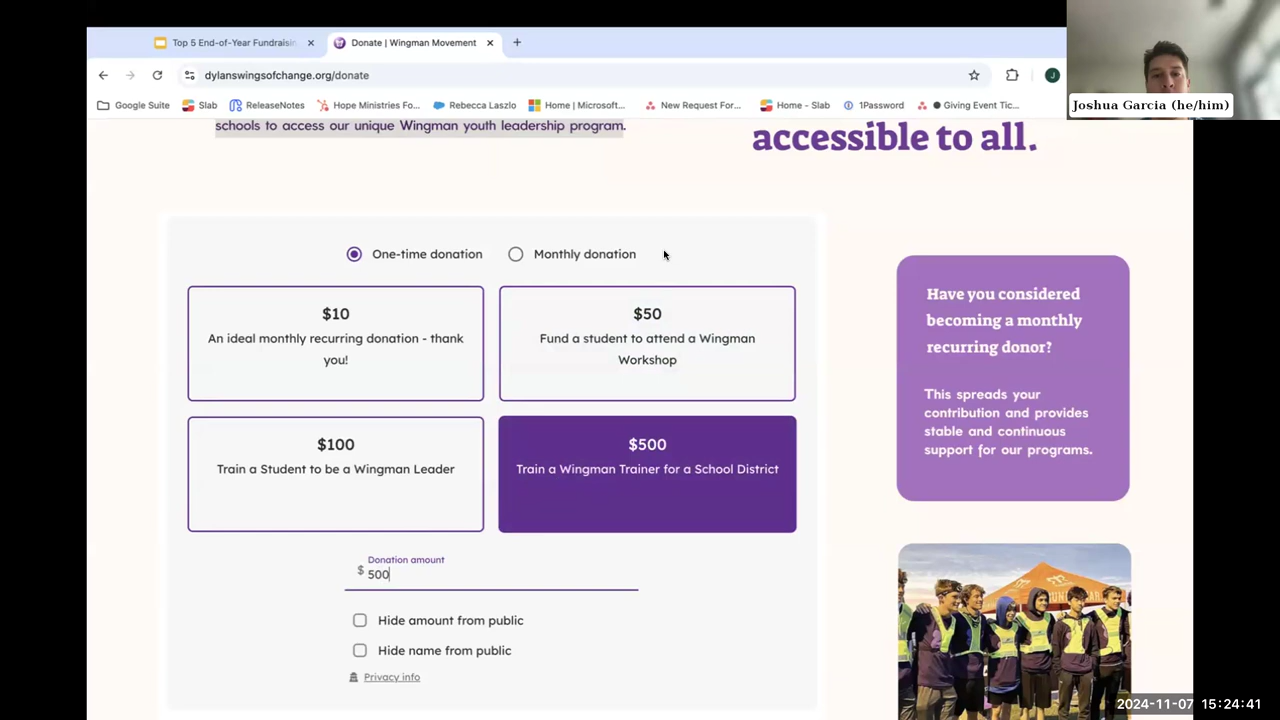 Top 5 End-of-Year Fundraisin
Donate | Wingman Movement
dylanswingsofchange.org/donate
J
Google Suite
Slab
ReleaseNotes
Hope Ministries Fo...
Rebecca Laszlo
Home | Microsoft...
New Request For...
Home - Slab
1Password
Giving Event Tic...
Joshua Garcia (he/him)
schools to access our unique Wingman youth leadership program.
accessible to all.
One-time donation
Monthly donation
$10
An ideal monthly recurring donation - thank
you!
$50
Fund a student to attend a Wingman
Workshop
$100
Train a Student to be a Wingman Leader
$500
Train a Wingman Trainer for a School District
Donation amount
$ 500
Hide amount from public
Hide name from public
Privacy info
Have you considered
becoming a monthly
recurring donor?
This spreads your
contribution and provides
stable and continuous
support for our programs.
2024-11-07 15:24:41